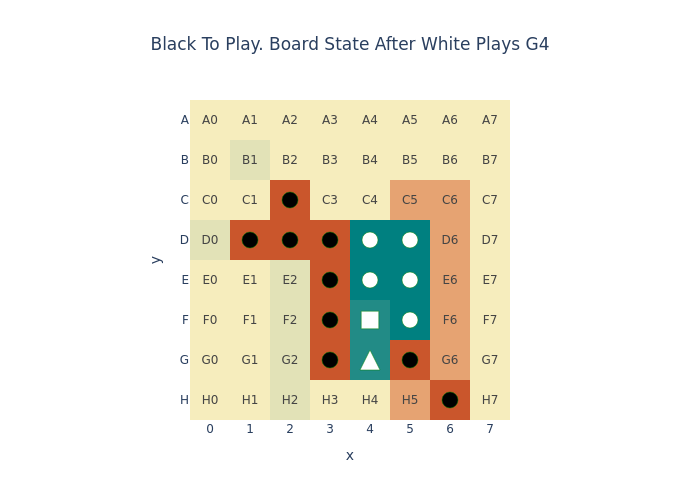 Black To Play. Board State After White Plays G4
A A0 A1 A2 A3 A4 A5 A6 A7
B B0 B1 B2 B3 B4 B5 B6 B7
C C0 C1 C3 C4 C5 C6 C7
D D0 D6 D7
y
E E0 E1 E2 E6 E7
F F0 F1 F2 F6 F7
G G0 G1 G2 G6 G7
H H0 H1 H2 H3 H4 H5 H7
0 1 2 3 4 5 6 7
x